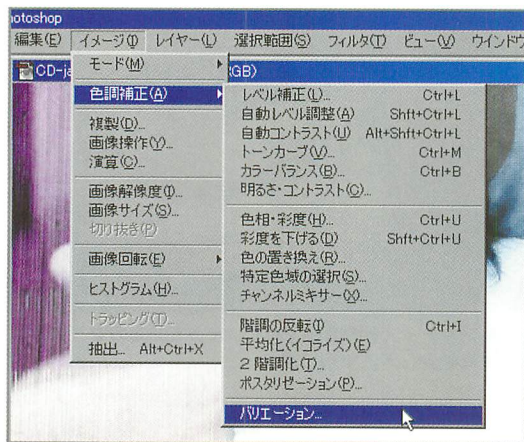 otoshop
編集(E) イメージ(I) レイヤー(L) 選択範囲(S) フィルタ(T) ビュー(V) ウインドウ
CD-ja
RGB)
モード(M)
色調補正(A)
複製(D)...
画像操作(Y)...
演算(C)...
画像解像度(I)...
画像サイズ(S)...
切り抜き(P)
画像回転(E)
ヒストグラム(H)...
トラッピング(T)...
抽出... Alt+Ctrl+X
レベル補正(L)... Ctrl+L
自動レベル調整(A) Shft+Ctrl+L
自動コントラスト(U) Alt+Shft+Ctrl+L
トーンカーブ(V)... Ctrl+M
カラーバランス(B)... Ctrl+B
明るさ・コントラスト(C)...
色相・彩度(H)... Ctrl+U
彩度を下げる(D) Shft+Ctrl+U
色の置き換え(R)...
特定色域の選択(S)...
チャンネルミキサー(X)...
階調の反転(I) Ctrl+I
平均化(イコライズ)(E)
2 階調化(T)...
ポスタリゼーション(P)...
バリエーション...